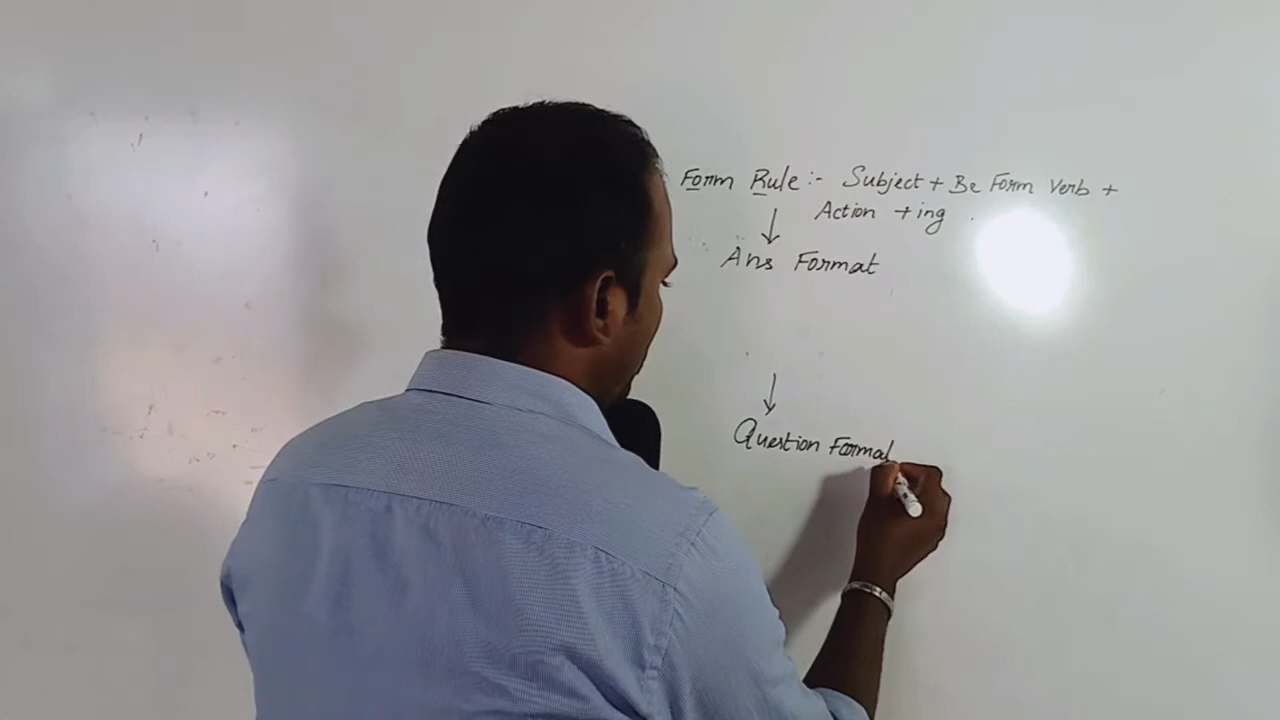 Form Rule :- Subject + Be Form Verb +
Action + ing
Ans Format
Question Format